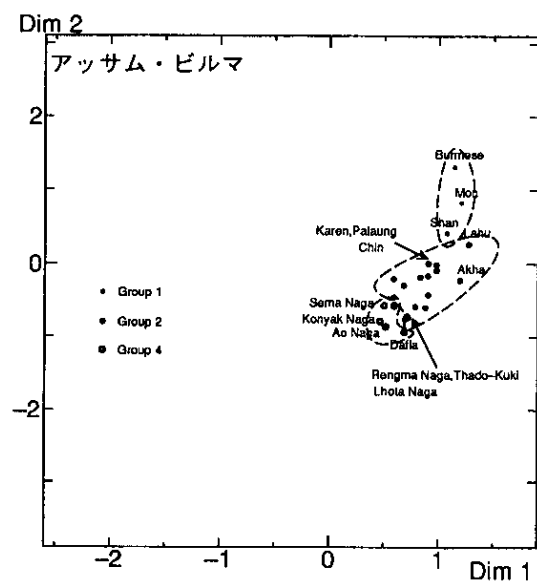 Dim 2
アッサム・ビルマ
2
Burmese
Mon
Shan
Lahu
Karen,Palaung
Chin
0
Akha
Group 1
Group 2
Group 4
Sema Naga
Konyak Naga
Ao Naga
Dafla
Rengma Naga,Thado-Kuki
Lhota Naga
-2
-2 -1 0 1
Dim 1